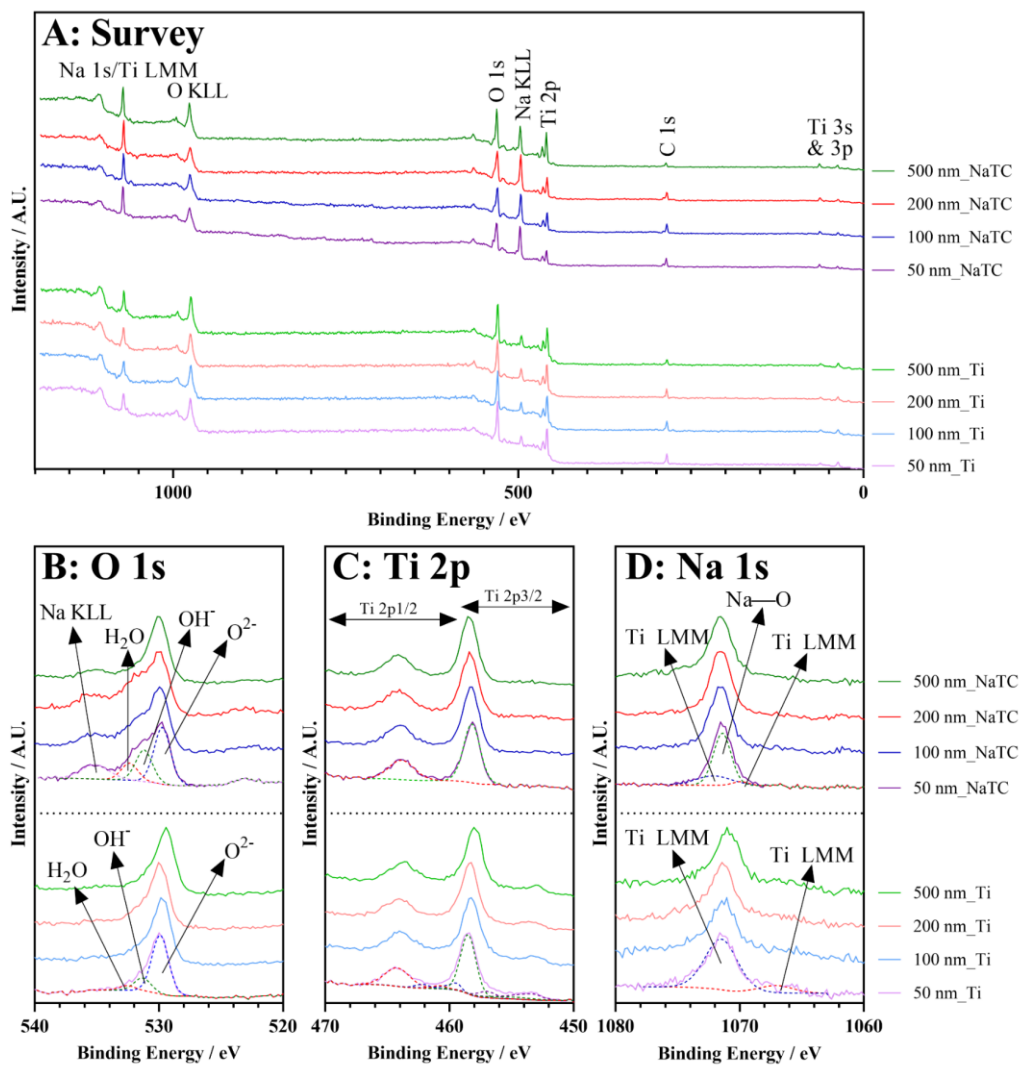 A: Survey
Na 1s/Ti LMM
O KLL
O 1s
Na KLL
Ti 2p
C 1s
Ti 3s
& 3p
Intensity / A.U.
500 nm_NaTC
200 nm_NaTC
100 nm_NaTC
50 nm_NaTC
500 nm_Ti
200 nm_Ti
100 nm_Ti
50 nm_Ti
1000
500
0
Binding Energy / eV
B: O 1s
Na KLL
H₂O
OH⁻
O²⁻
OH⁻
H₂O
O²⁻
Intensity / A.U.
540
530
520
Binding Energy / eV
C: Ti 2p
Ti 2p1/2
Ti 2p3/2
Intensity / A.U.
470
460
450
Binding Energy / eV
D: Na 1s
Na—O
Ti LMM
Ti LMM
Ti LMM
Ti LMM
Intensity / A.U.
1080
1070
1060
Binding Energy / eV
500 nm_NaTC
200 nm_NaTC
100 nm_NaTC
50 nm_NaTC
500 nm_Ti
200 nm_Ti
100 nm_Ti
50 nm_Ti